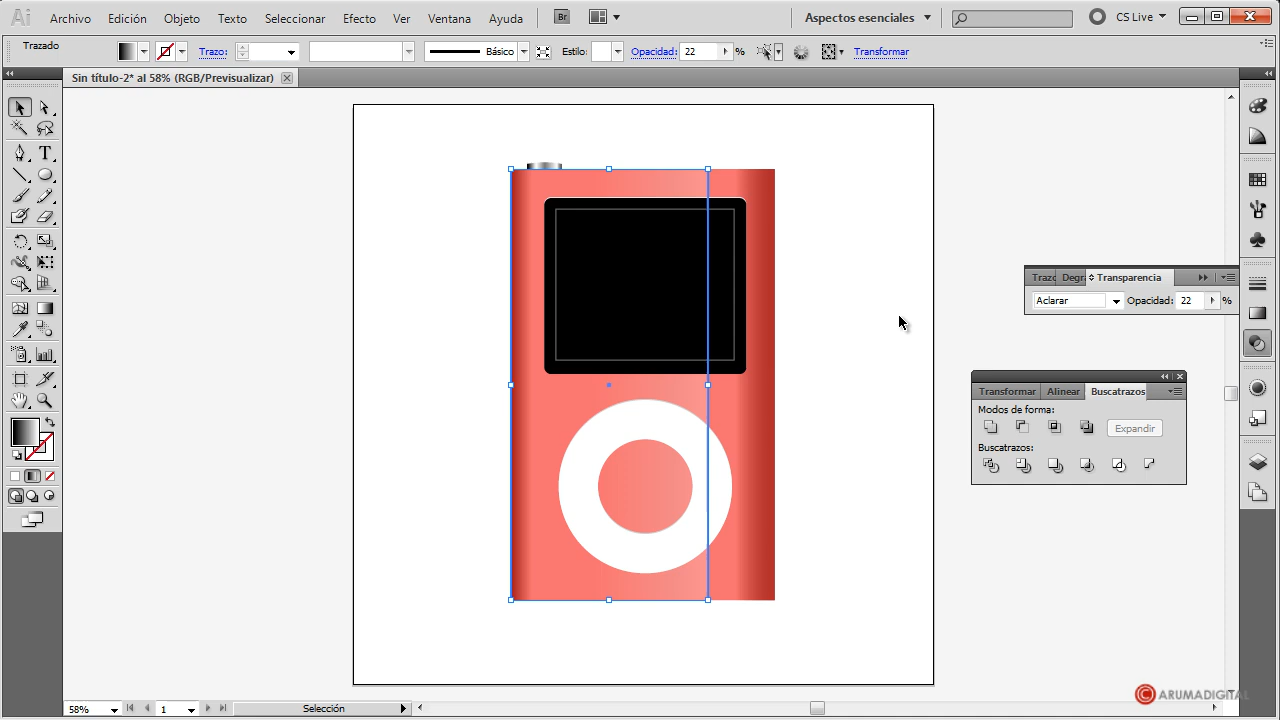 Ai Archivo Edición Objeto Texto Seleccionar Efecto Ver Ventana Ayuda Br Aspectos esenciales CS Live
Trazado Trazo: Básico Estilo: Opacidad: 22 % Transformar
Sin título-2* al 58% (RGB/Previsualizar)
T
Trazo Degr Transparencia
Aclarar Opacidad: 22 %
Transformar Alinear Buscatrazos
Modos de forma:
Expandir
Buscatrazos:
58% 1 Selección
© ARUMADIGITAL